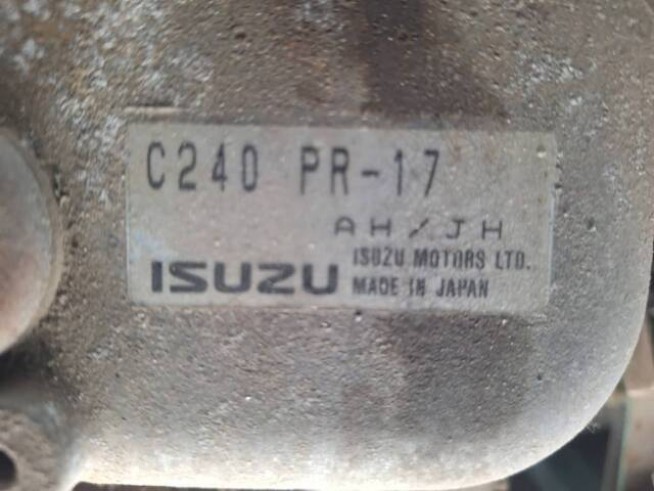 C240 PR-17
AH/JH
ISUZU MOTORS LTD.
ISUZU MADE IN JAPAN